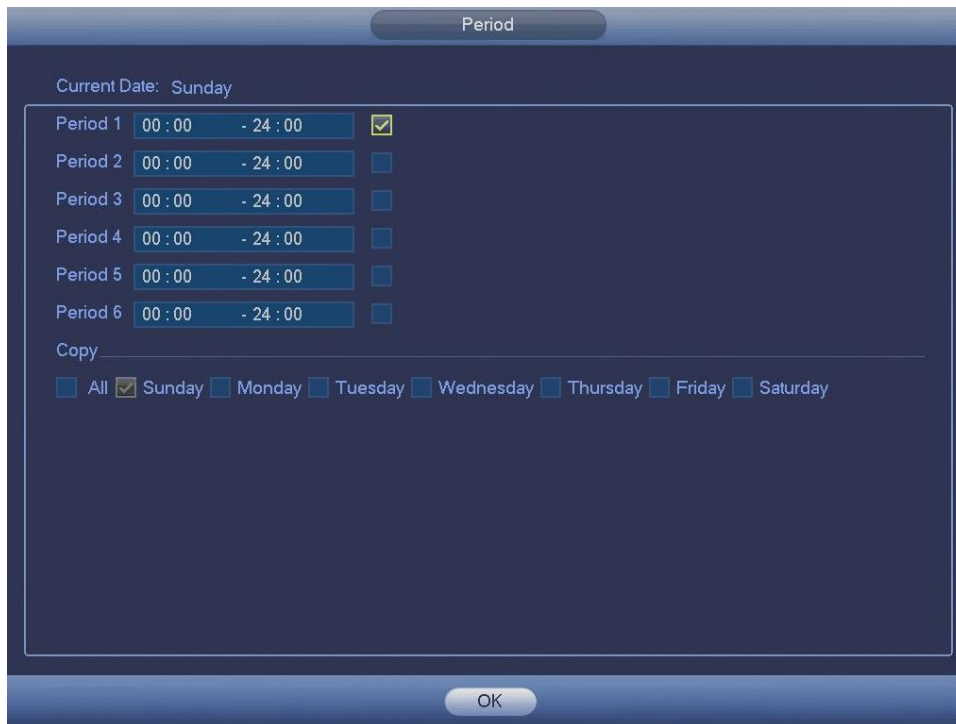 Period
Current Date: Sunday
Period 1 00 : 00 - 24 : 00
Period 2 00 : 00 - 24 : 00
Period 3 00 : 00 - 24 : 00
Period 4 00 : 00 - 24 : 00
Period 5 00 : 00 - 24 : 00
Period 6 00 : 00 - 24 : 00
Copy
All Sunday Monday Tuesday Wednesday Thursday Friday Saturday
OK